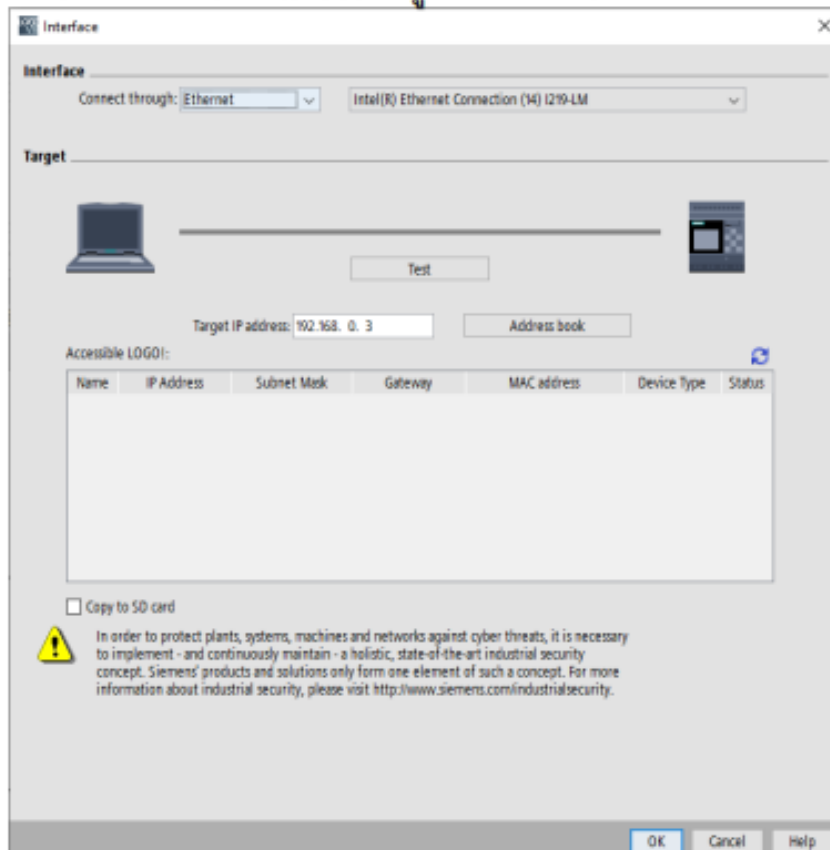 Interface
Interface
Connect through: Ethernet Intel(R) Ethernet Connection (14) I219-LM
Target
Test
Target IP address: 192.168. 0. 3 Address book
Accessible LOGO!:
Name IP Address Subnet Mask Gateway MAC address Device Type Status
Copy to SD card
In order to protect plants, systems, machines and networks against cyber threats, it is necessary
to implement - and continuously maintain - a holistic, state-of-the-art industrial security
concept. Siemens' products and solutions only form one element of such a concept. For more
information about industrial security, please visit http://www.siemens.com/industrialsecurity.
OK Cancel Help